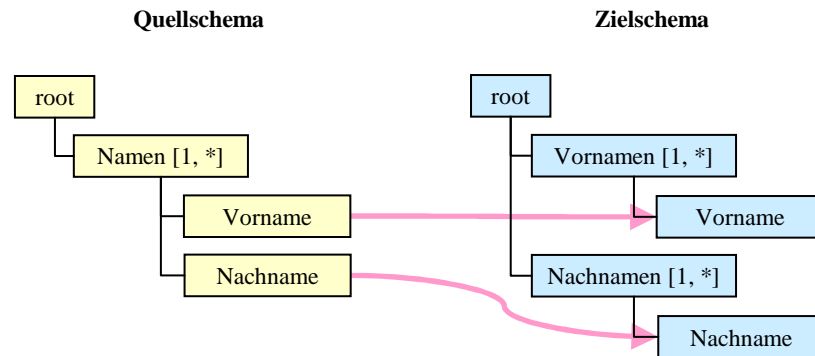 Quellschema
Zielschema
root
root
Namen [1, *]
Vornamen [1, *]
Vorname
Vorname
Nachname
Nachnamen [1, *]
Nachname